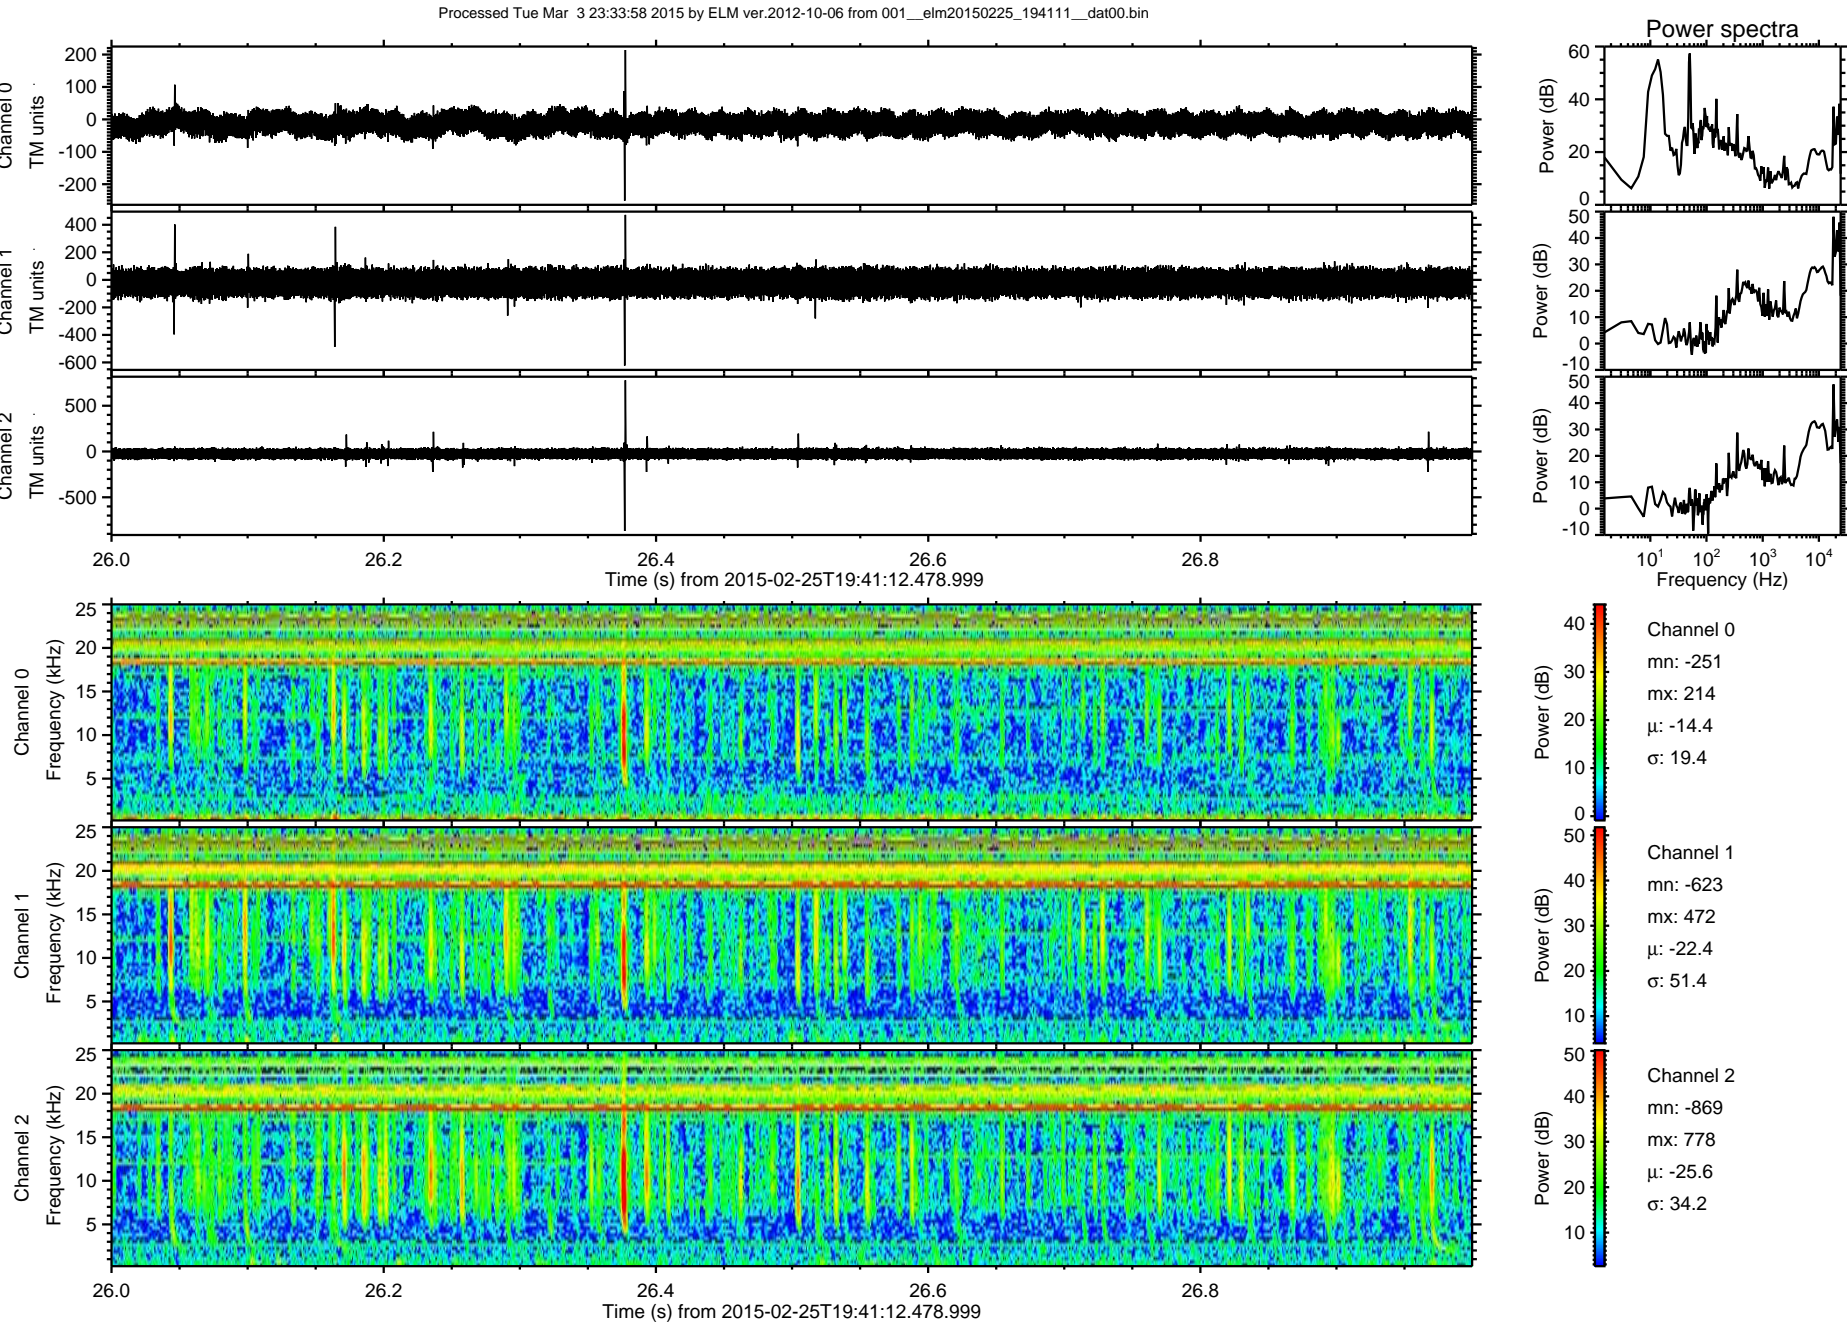 Processed Tue Mar 3 23:33:58 2015 by ELM ver.2012-10-06 from 001__elm20150225_194111__dat00.bin
Power spectra
Channel 0
TM units
200
100
0
-100
-200
Power (dB)
60
40
20
0
Channel 1
TM units
400
200
0
-200
-400
-600
Power (dB)
50
40
30
20
10
0
-10
Channel 2
TM units
500
0
-500
Power (dB)
50
40
30
20
10
0
-10
26.0 26.2 26.4 26.6 26.8
Time (s) from 2015-02-25T19:41:12.478.999
10^1 10^2 10^3 10^4
Frequency (Hz)
Channel 0
Frequency (kHz)
25
20
15
10
5
Power (dB)
40
30
20
10
0
Channel 0
mn: -251
mx: 214
μ: -14.4
σ: 19.4
Channel 1
Frequency (kHz)
25
20
15
10
5
Power (dB)
50
40
30
20
10
Channel 1
mn: -623
mx: 472
μ: -22.4
σ: 51.4
Channel 2
Frequency (kHz)
25
20
15
10
5
Power (dB)
50
40
30
20
10
Channel 2
mn: -869
mx: 778
μ: -25.6
σ: 34.2
26.0 26.2 26.4 26.6 26.8
Time (s) from 2015-02-25T19:41:12.478.999